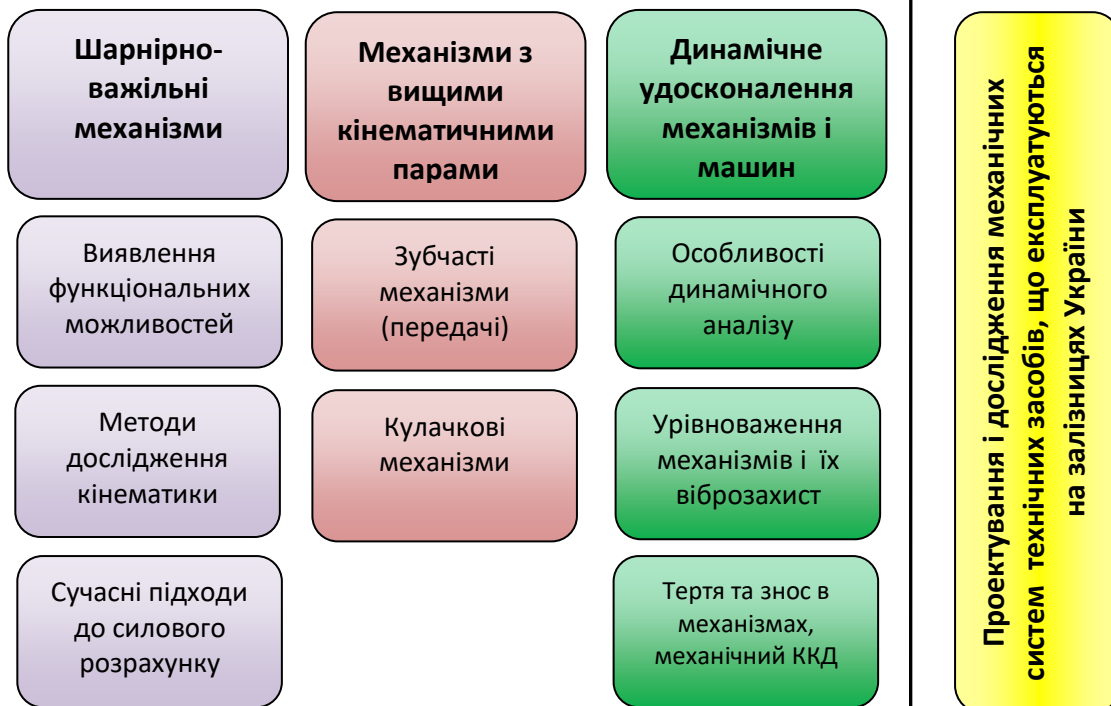 Шарнірно-
важільні
механізми
Виявлення
функціональних
можливостей
Методи
дослідження
кінематики
Сучасні підходи
до силового
розрахунку
Механізми з
вищими
кінематичними
парами
Зубчасті
механізми
(передачі)
Кулачкові
механізми
Динамічне
удосконалення
механізмів і
машин
Особливості
динамічного
аналізу
Урівноваження
механізмів і їх
віброзахист
Тертя та знос в
механізмах,
механічний ККД
Проектування і дослідження механічних
систем технічних засобів, що експлуатуються
на залізницях України